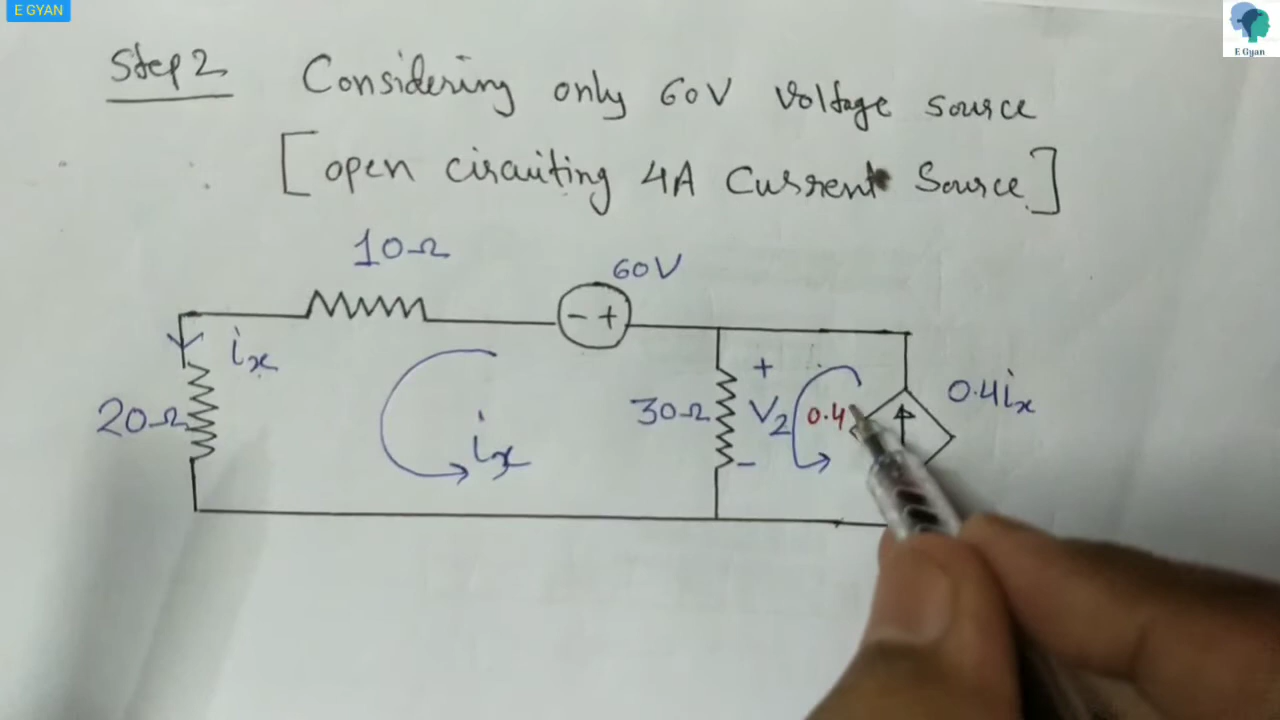 E GYAN
E Gyan
Step 2 Considering only 60V Voltage source
[open circuiting 4A Current Source]
10Ω
60V
- +
ix
20Ω
ix
30Ω
+
V2
-
0.4
0.4ix